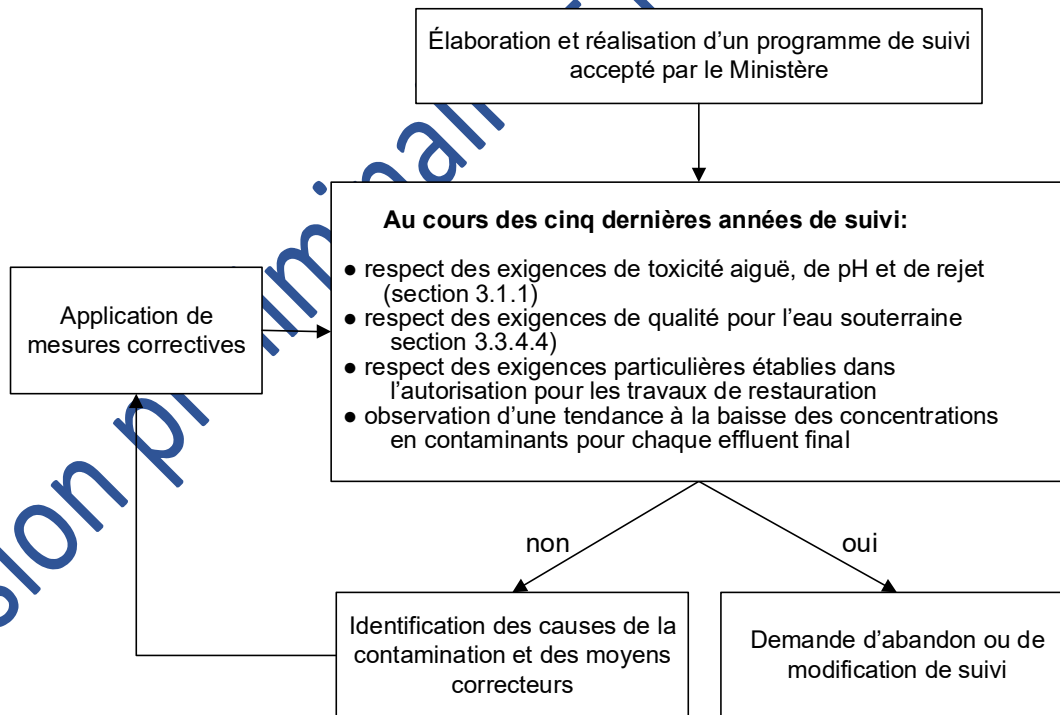 Élaboration et réalisation d’un programme de suivi
accepté par le Ministère
Au cours des cinq dernières années de suivi:
● respect des exigences de toxicité aiguë, de pH et de rejet
(section 3.1.1)
● respect des exigences de qualité pour l’eau souterraine
section 3.3.4.4)
● respect des exigences particulières établies dans
l’autorisation pour les travaux de restauration
● observation d’une tendance à la baisse des concentrations
en contaminants pour chaque effluent final
Application de
mesures correctives
non
oui
Identification des causes de la
contamination et des moyens
correcteurs
Demande d’abandon ou de
modification de suivi